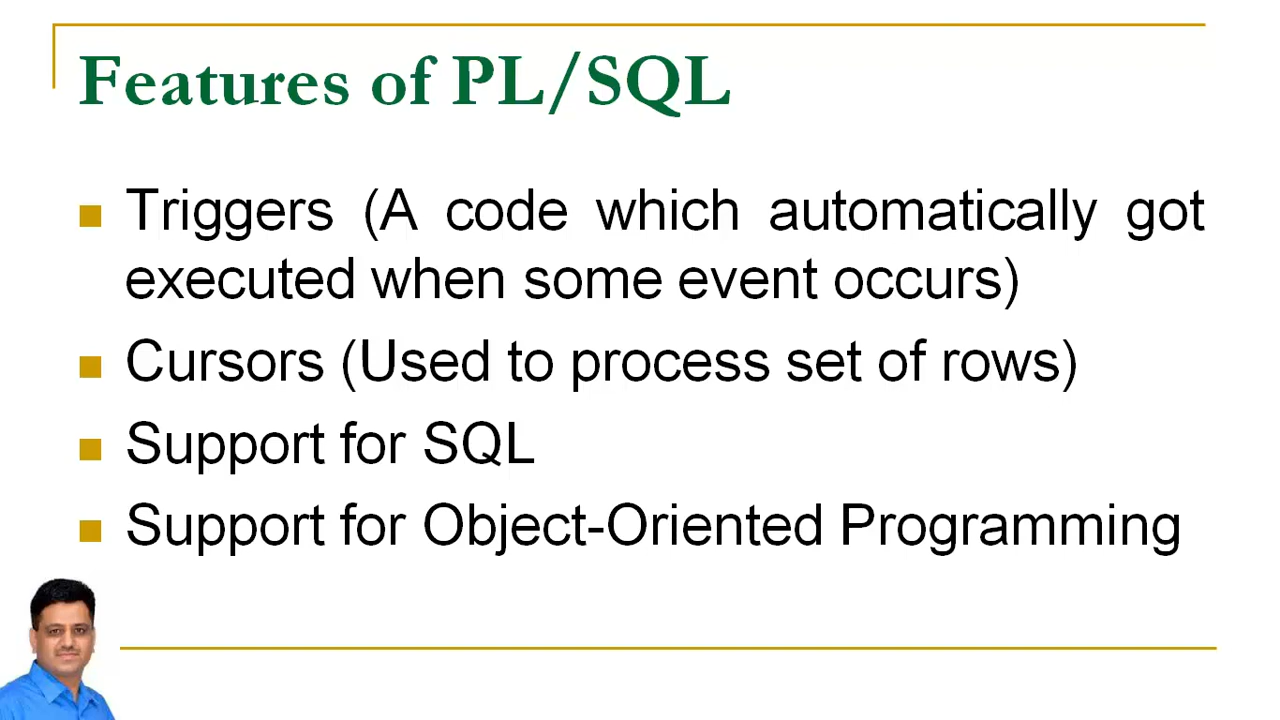 Features of PL/SQL
Triggers (A code which automatically got
executed when some event occurs)
Cursors (Used to process set of rows)
Support for SQL
Support for Object-Oriented Programming